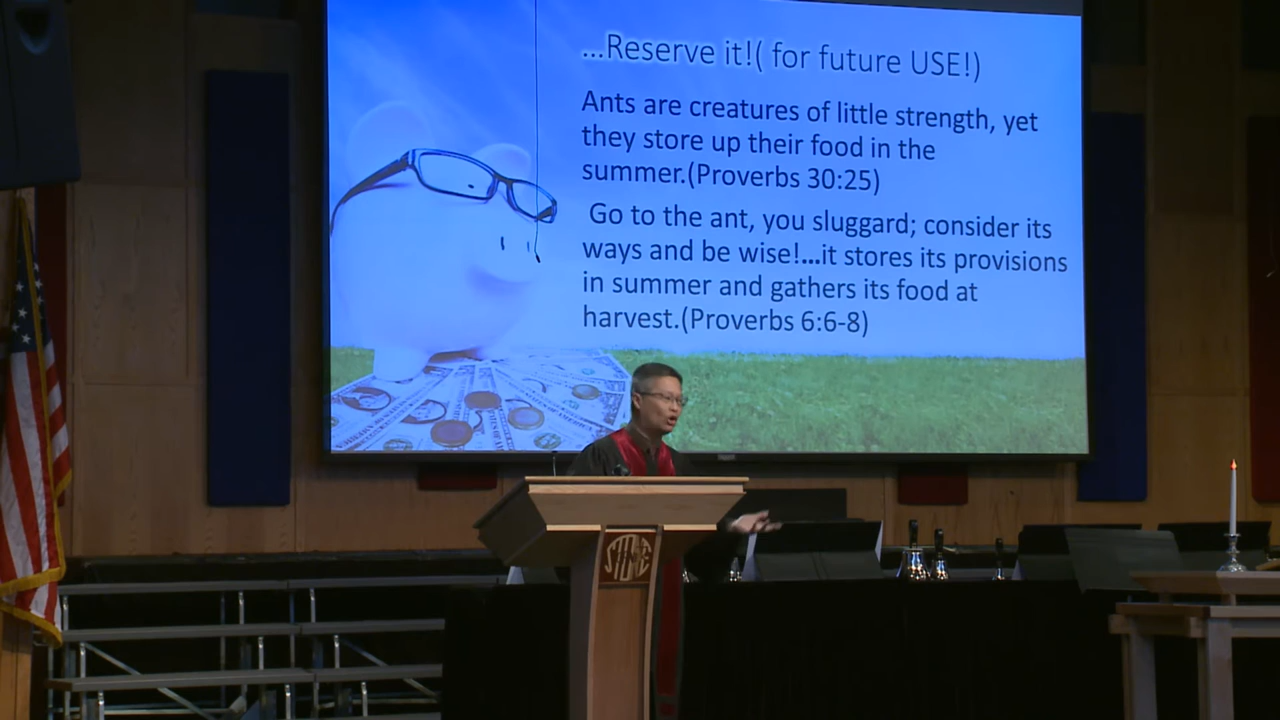 ...Reserve it!( for future USE!)
Ants are creatures of little strength, yet
they store up their food in the
summer.(Proverbs 30:25)
Go to the ant, you sluggard; consider its
ways and be wise!...it stores its provisions
in summer and gathers its food at
harvest.(Proverbs 6:6-8)
STONE